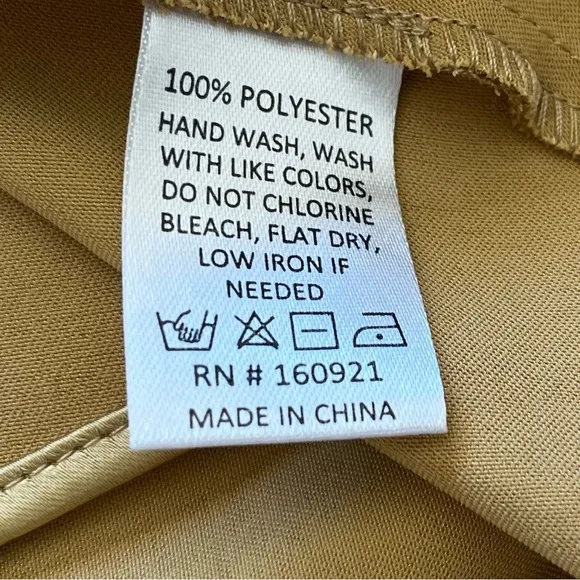 100% POLYESTER
HAND WASH, WASH
WITH LIKE COLORS,
DO NOT CHLORINE
BLEACH, FLAT DRY,
LOW IRON IF
NEEDED
RN # 160921
MADE IN CHINA